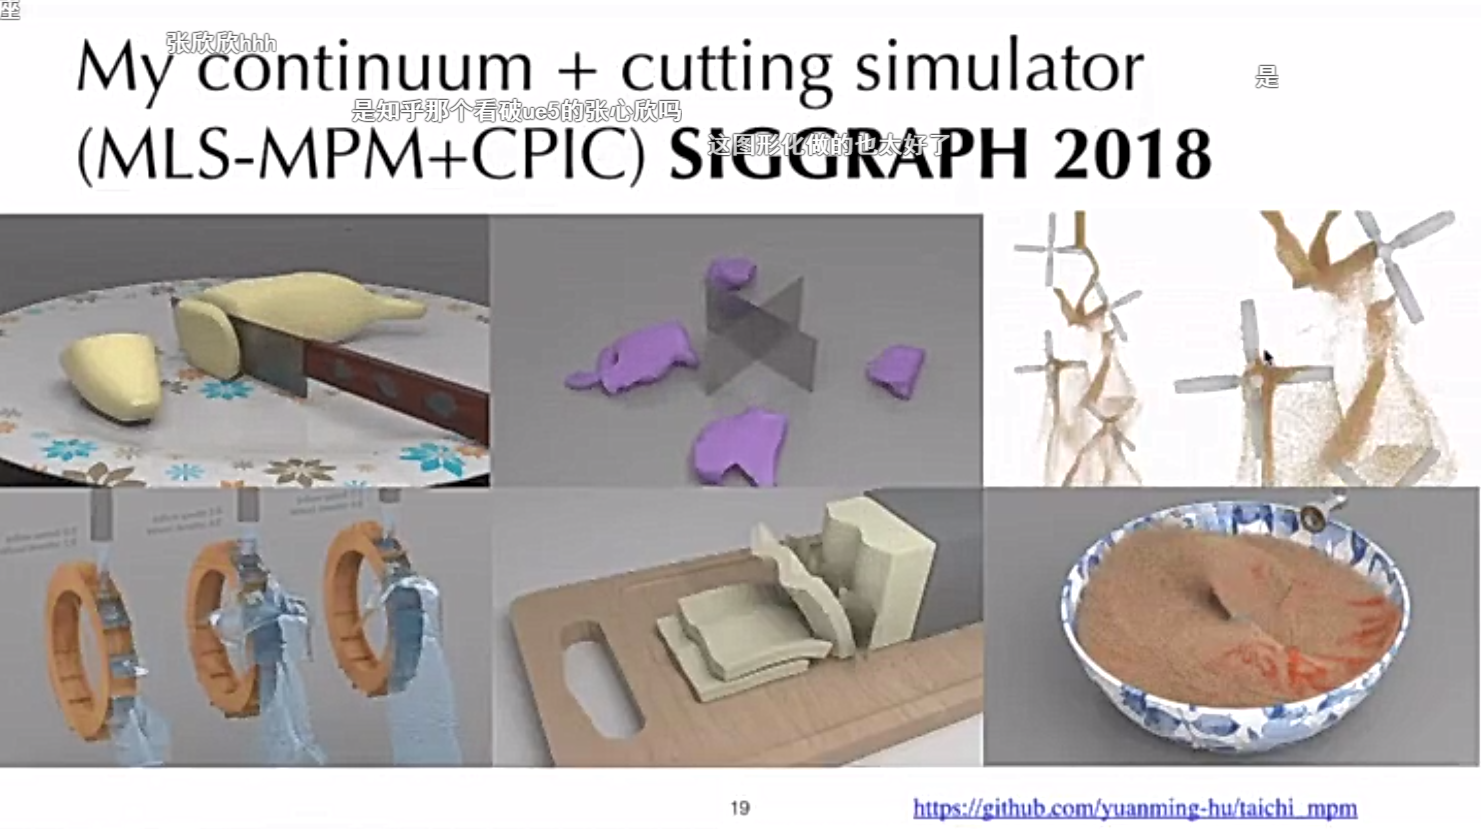 座
张欣欣hhh
My continuum + cutting simulator
是
是知乎那个看破ue5的张心欣吗
这图形化做的也太好了
(MLS-MPM+CPIC) SIGGRAPH 2018
19
https://github.com/yuanming-hu/taichi_mpm